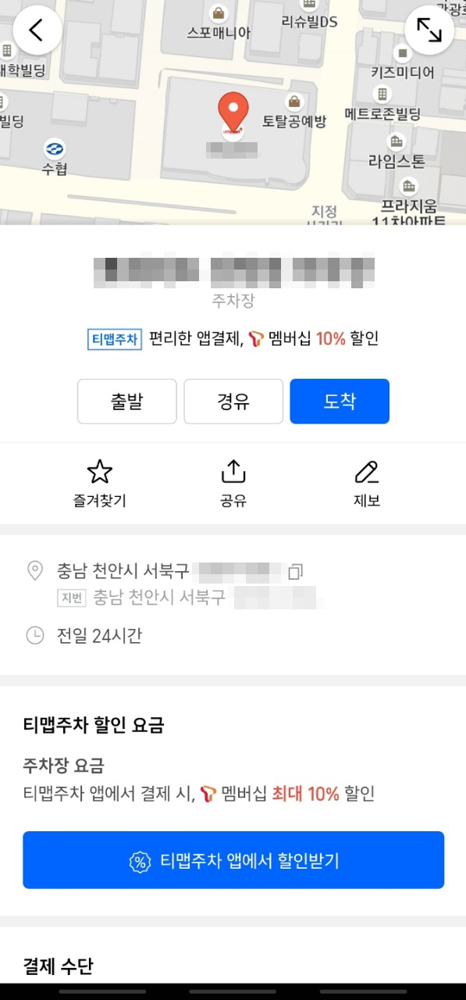 스포매니아
리슈빌DS
관광호
대학빌딩
키즈미디어
빌딩
토탈공예방
메트로존빌딩
수협
라임스톤
지정
프라지움
11차아파트
주차장
티맵주차 편리한 앱결제, 멤버십 10% 할인
출발 경유 도착
즐겨찾기 공유 제보
충남 천안시 서북구
지번 충남 천안시 서북구
전일 24시간
티맵주차 할인 요금
주차장 요금
티맵주차 앱에서 결제 시, 멤버십 최대 10% 할인
% 티맵주차 앱에서 할인받기
결제 수단